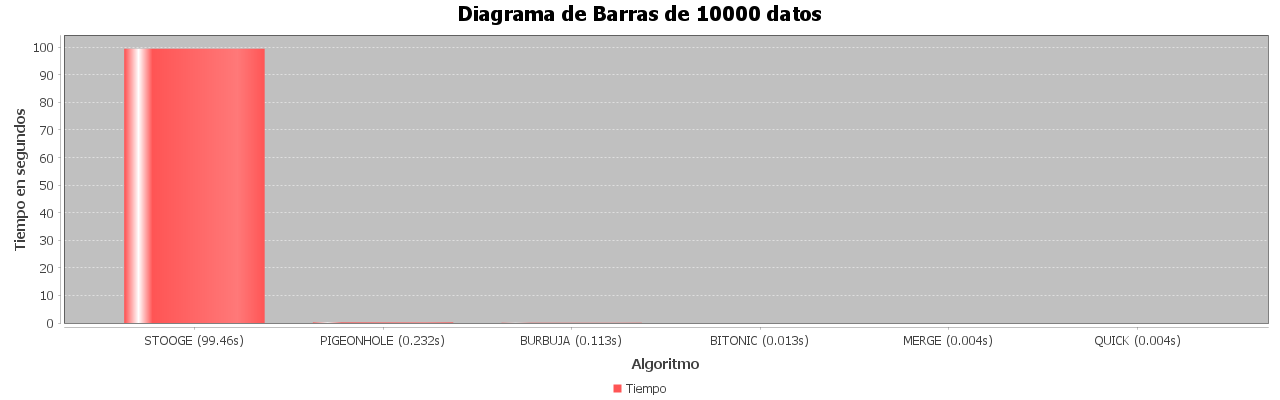 Diagrama de Barras de 10000 datos
Tiempo en segundos
100
90
80
70
60
50
40
30
20
10
0
STOOGE (99.46s) PIGEONHOLE (0.232s) BURBUJA (0.113s) BITONIC (0.013s) MERGE (0.004s) QUICK (0.004s)
Algoritmo
Tiempo